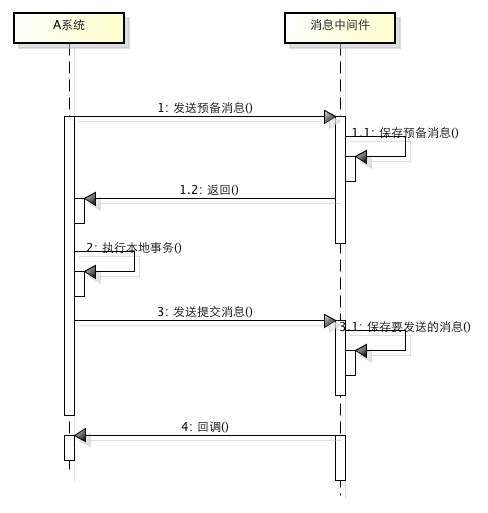 A系统
消息中间件
1: 发送预备消息()
1.1: 保存预备消息()
1.2: 返回()
2: 执行本地事务()
3: 发送提交消息()
3.1: 保存要发送的消息()
4: 回调()